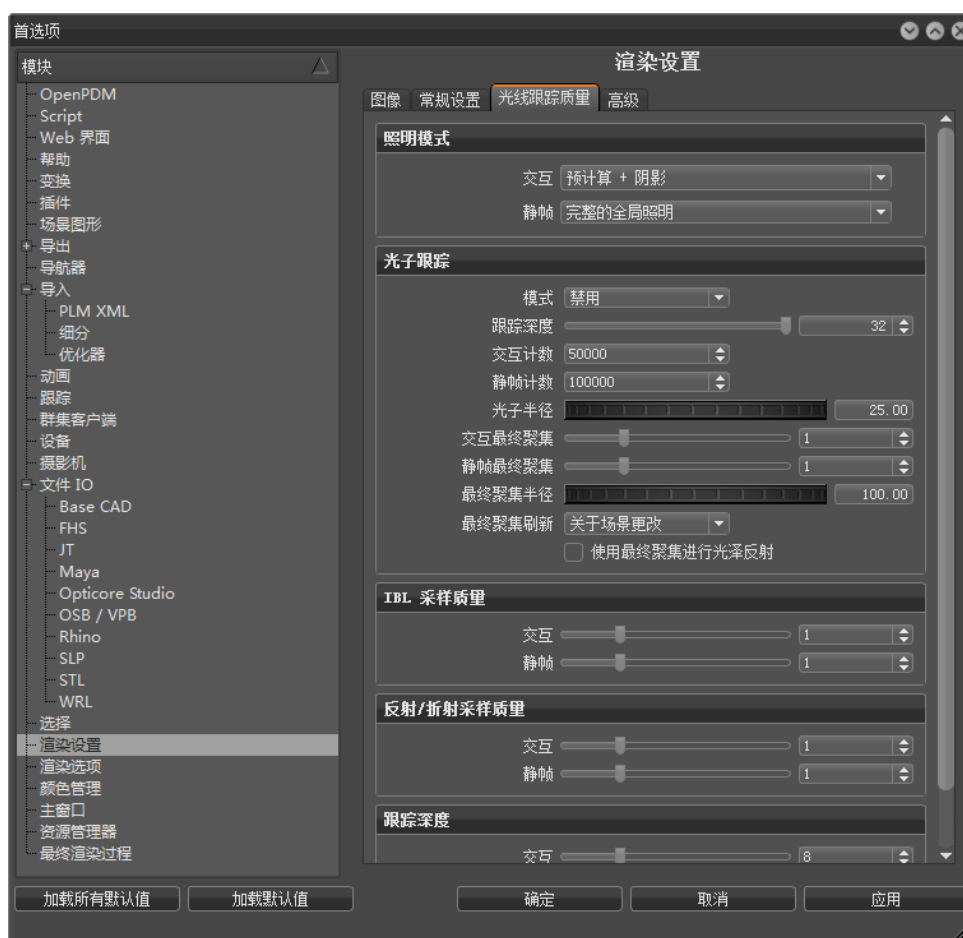 首选项
模块
OpenPDM
Script
Web 界面
帮助
变换
插件
场景图形
导出
导航器
导入
PLM XML
细分
优化器
动画
跟踪
群集客户端
设备
摄影机
文件 IO
Base CAD
FHS
JT
Maya
Opticore Studio
OSB / VPB
Rhino
SLP
STL
WRL
选择
渲染设置
渲染选项
颜色管理
主窗口
资源管理器
最终渲染过程
渲染设置
图像 常规设置 光线跟踪质量 高级
照明模式
交互 预计算 + 阴影
静帧 完整的全局照明
光子跟踪
模式 禁用
跟踪深度 32
交互计数 50000
静帧计数 100000
光子半径 25.00
交互最终聚集 1
静帧最终聚集 1
最终聚集半径 100.00
最终聚集刷新 关于场景更改
使用最终聚集进行光泽反射
IBL 采样质量
交互 1
静帧 1
反射/折射采样质量
交互 1
静帧 1
跟踪深度
交互 8
加载所有默认值 加载默认值 确定 取消 应用